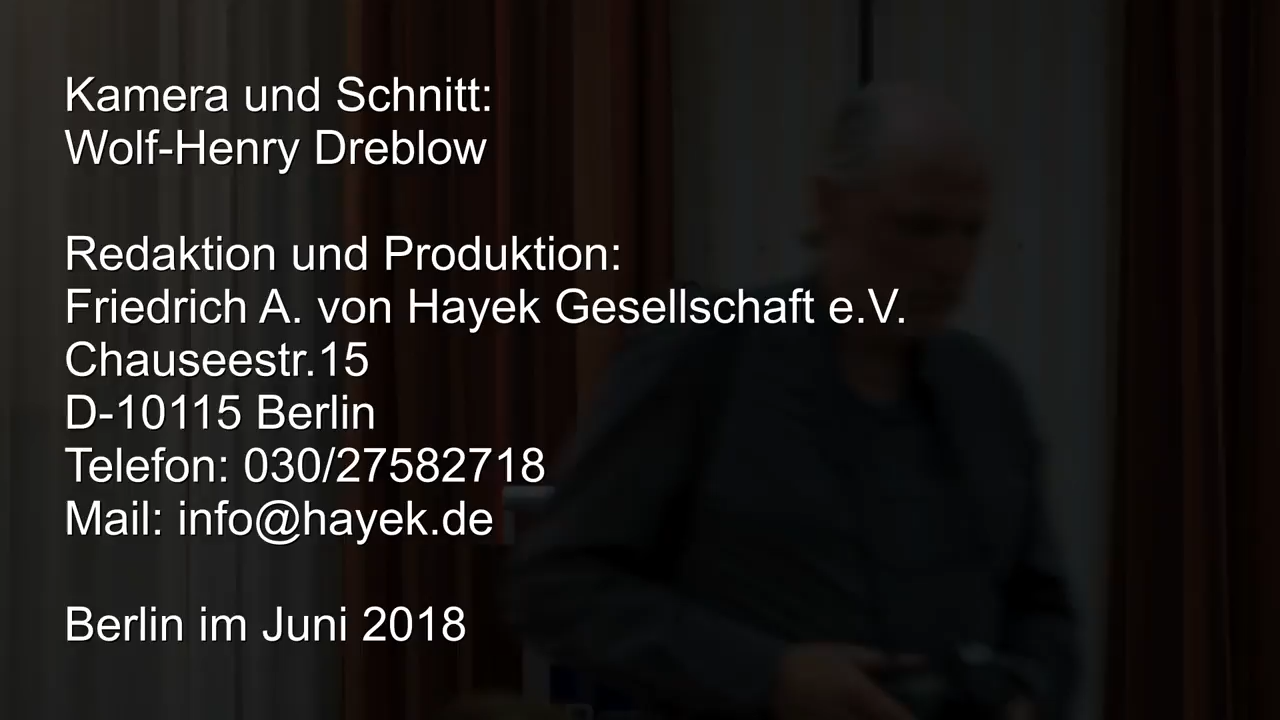 Kamera und Schnitt:
Wolf-Henry Dreblow
Redaktion und Produktion:
Friedrich A. von Hayek Gesellschaft e.V.
Chauseestr.15
D-10115 Berlin
Telefon: 030/27582718
Mail: info@hayek.de
Berlin im Juni 2018